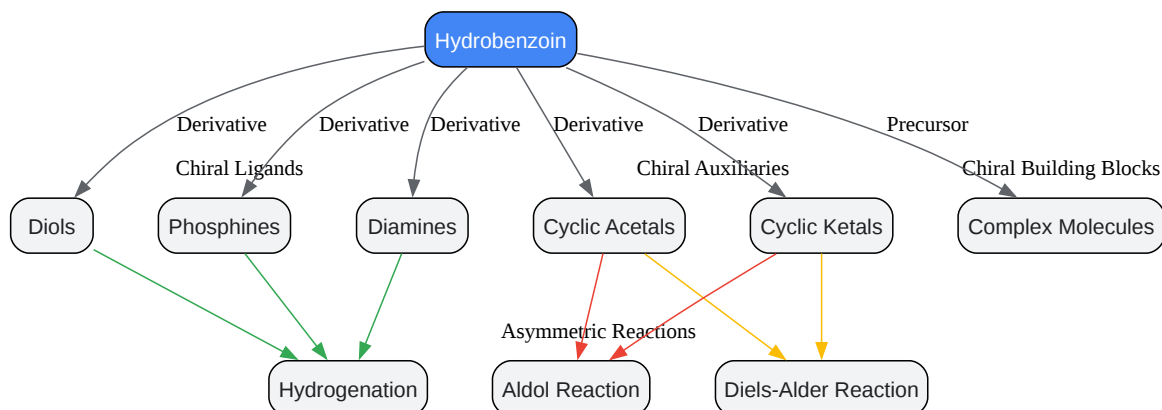 Hydrobenzoin
Derivative
Derivative
Derivative
Derivative
Derivative
Precursor
Chiral Ligands
Chiral Auxiliaries
Chiral Building Blocks
Diols
Phosphines
Diamines
Cyclic Acetals
Cyclic Ketals
Complex Molecules
Asymmetric Reactions
Hydrogenation
Aldol Reaction
Diels-Alder Reaction